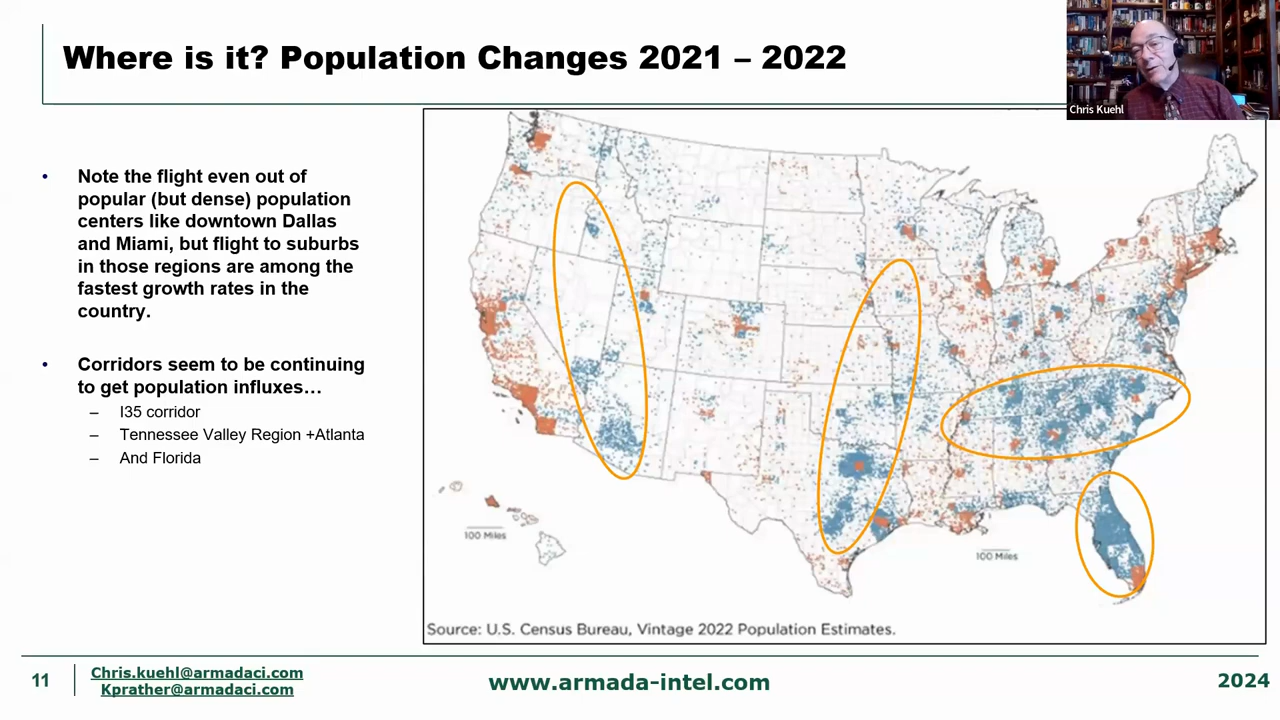 Where is it? Population Changes 2021 – 2022
Chris Kuehl
• Note the flight even out of
popular (but dense) population
centers like downtown Dallas
and Miami, but flight to suburbs
in those regions are among the
fastest growth rates in the
country.
• Corridors seem to be continuing
to get population influxes…
– I35 corridor
– Tennessee Valley Region +Atlanta
– And Florida
100 Miles
100 Miles
Source: U.S. Census Bureau, Vintage 2022 Population Estimates.
11
Chris.kuehl@armadaci.com
Kprather@armadaci.com
www.armada-intel.com
2024